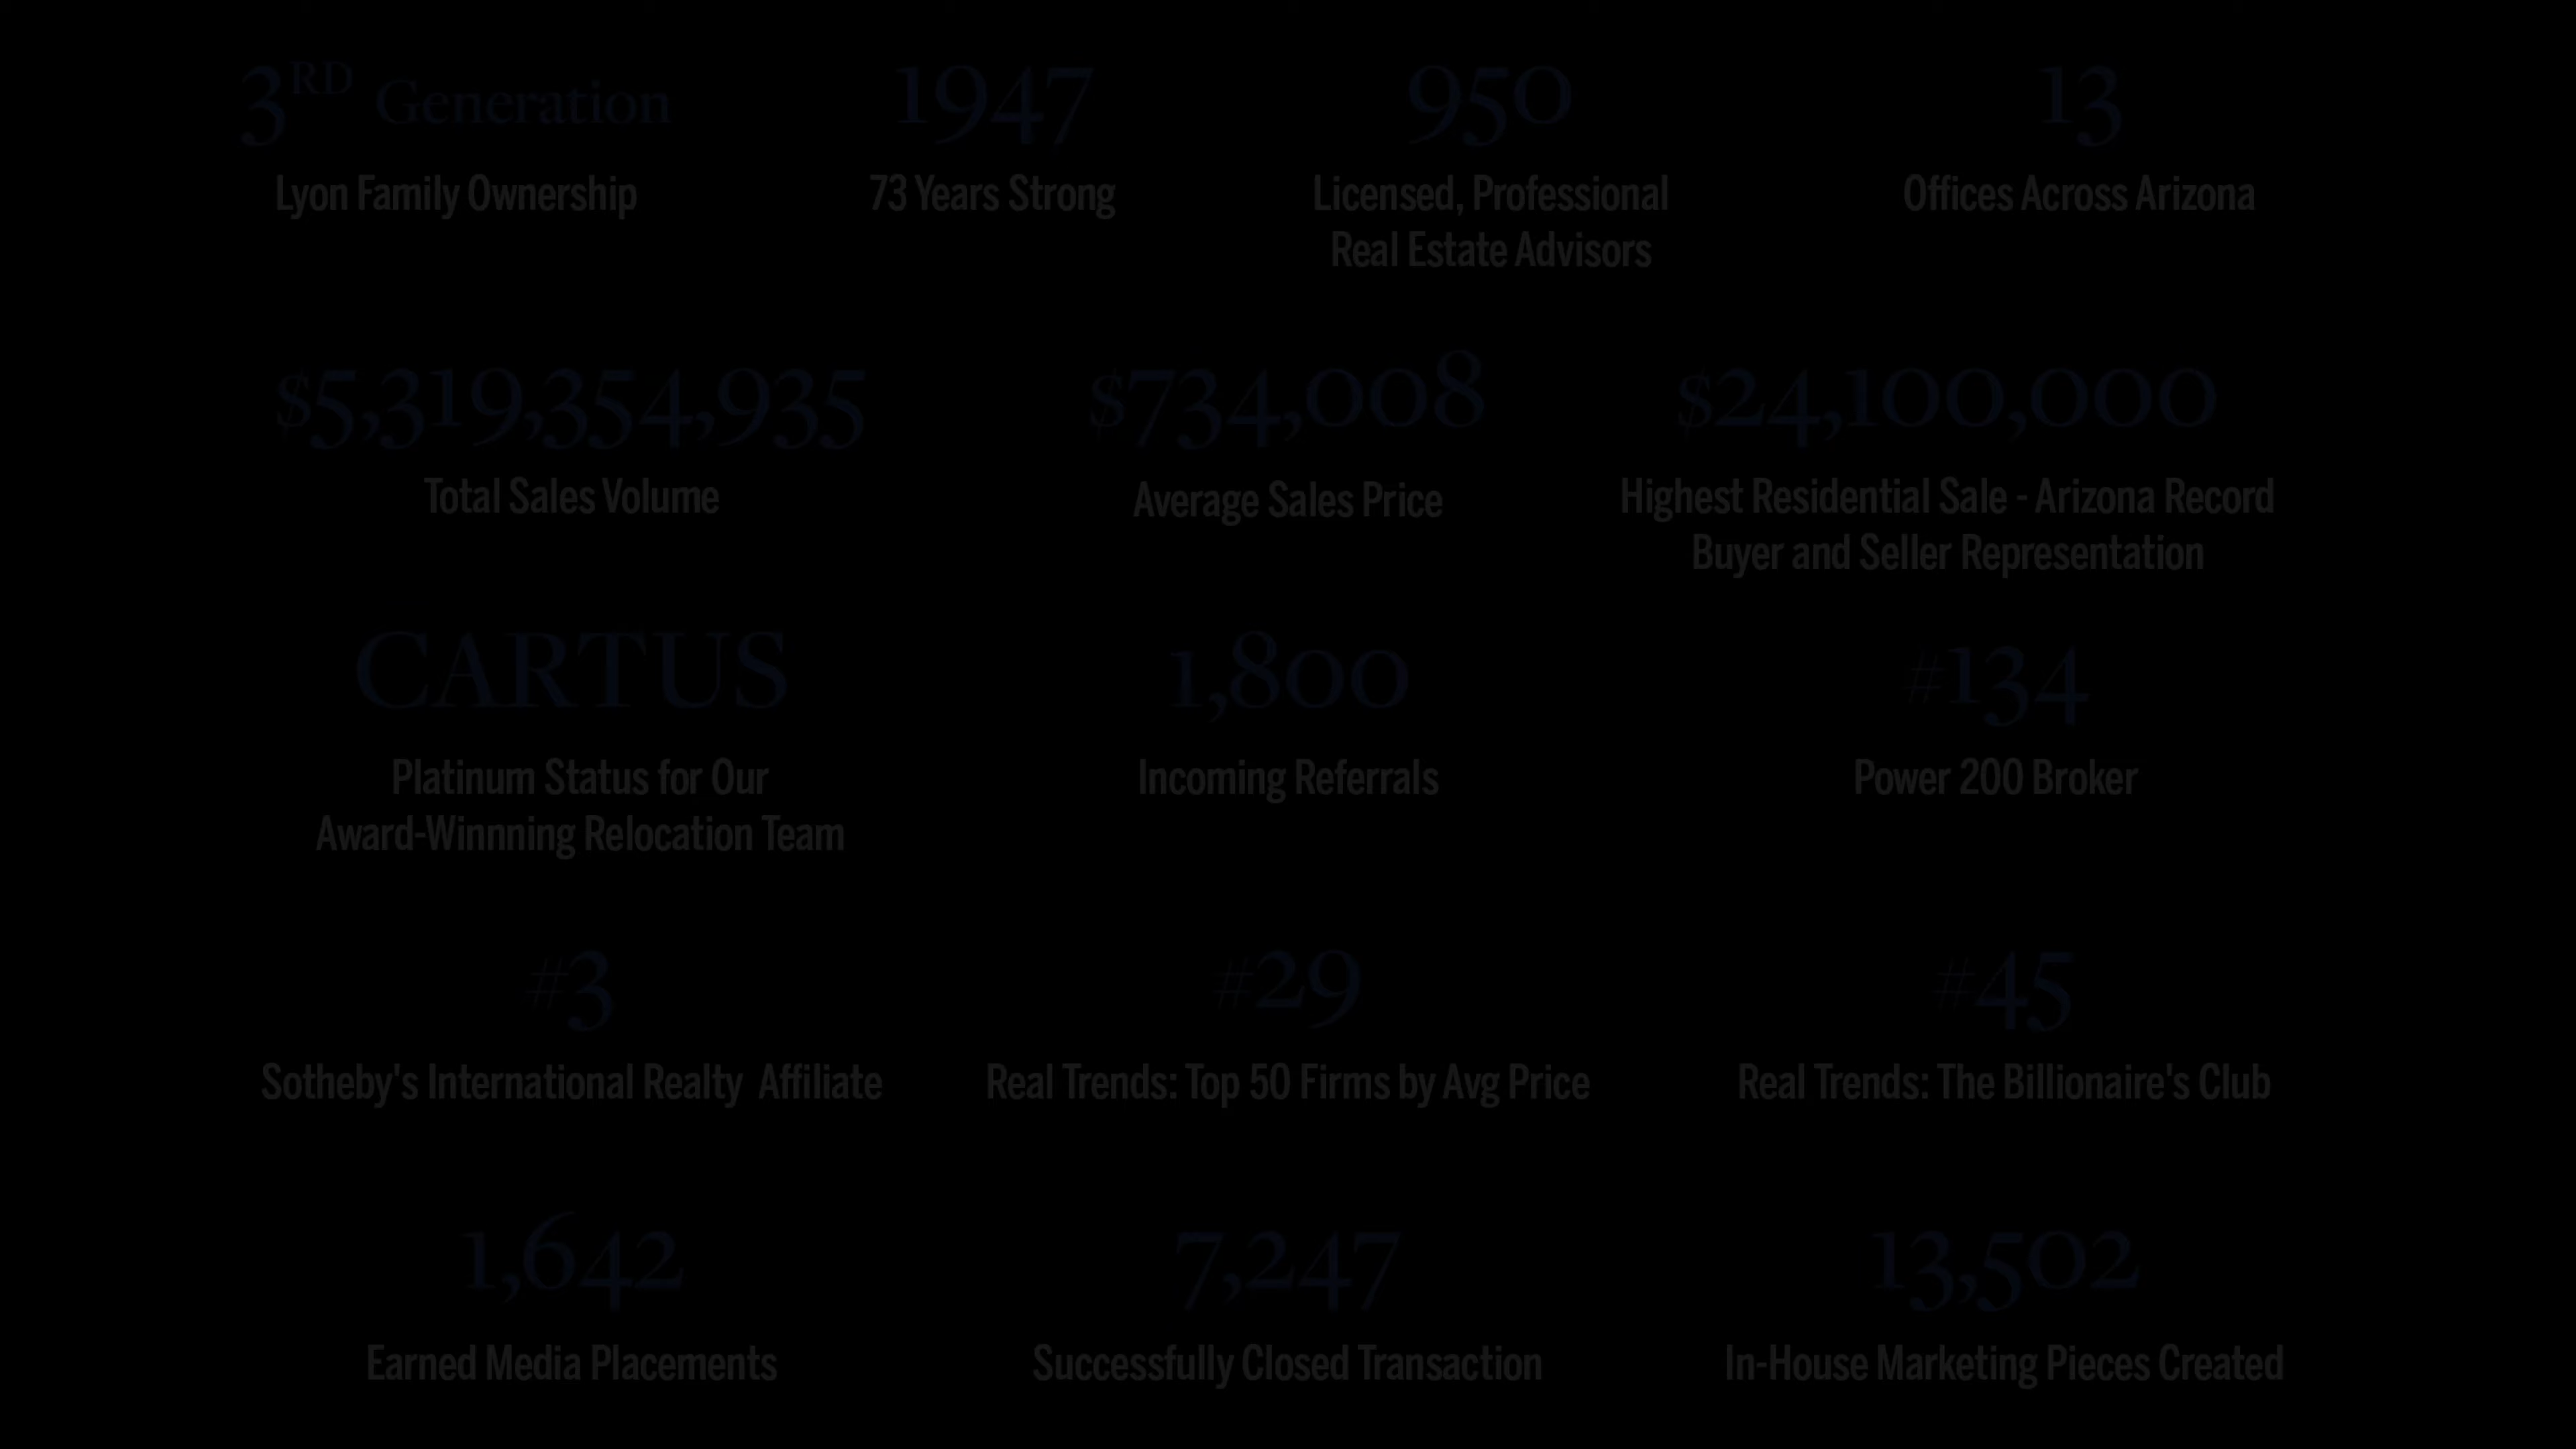 3RD Generation
Lyon Family Ownership
1947
73 Years Strong
950
Licensed, Professional
Real Estate Advisors
13
Offices Across Arizona
$5,319,354,935
Total Sales Volume
$734,008
Average Sales Price
$24,100,000
Highest Residential Sale - Arizona Record
Buyer and Seller Representation
CARTUS
Platinum Status for Our
Award-Winnning Relocation Team
1,800
Incoming Referrals
#134
Power 200 Broker
#3
Sotheby's International Realty Affiliate
#29
Real Trends: Top 50 Firms by Avg Price
#45
Real Trends: The Billionaire's Club
1,642
Earned Media Placements
7,247
Successfully Closed Transaction
13,502
In-House Marketing Pieces Created